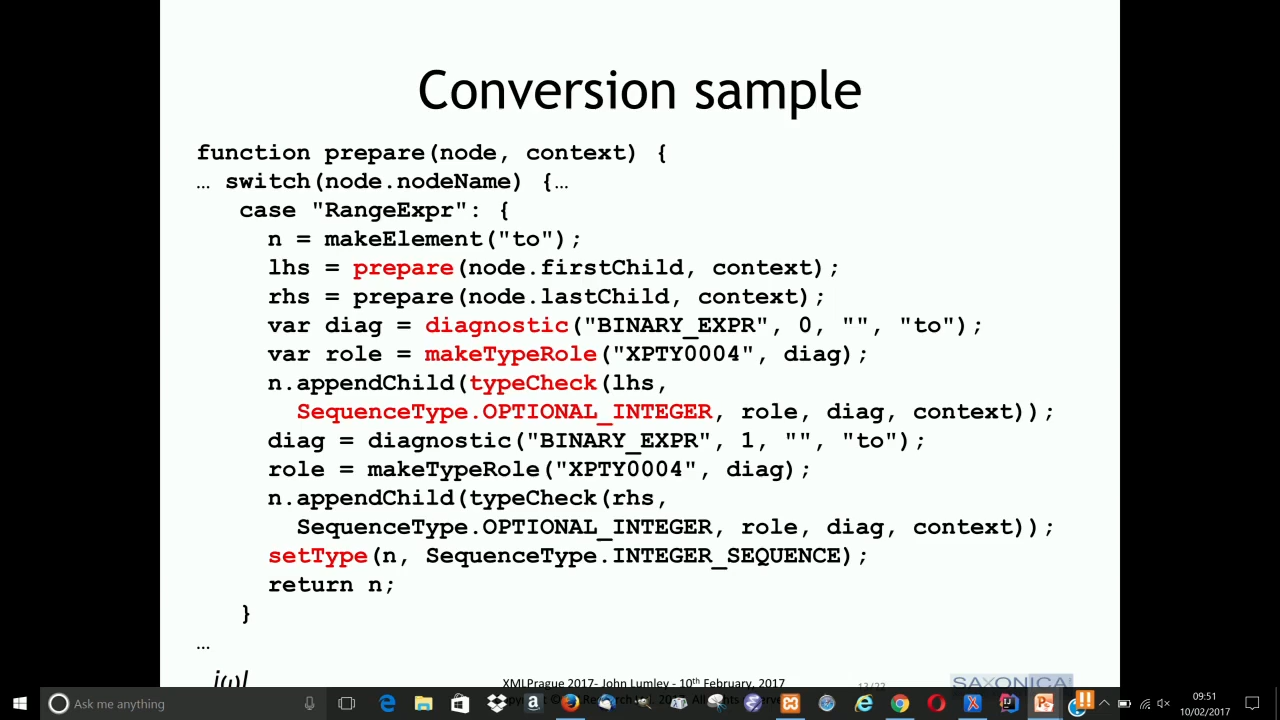 Conversion sample
function prepare(node, context) {
… switch(node.nodeName) {…
case "RangeExpr": {
n = makeElement("to");
lhs = prepare(node.firstChild, context);
rhs = prepare(node.lastChild, context);
var diag = diagnostic("BINARY_EXPR", 0, "", "to");
var role = makeTypeRole("XPTY0004", diag);
n.appendChild(typeCheck(lhs,
SequenceType.OPTIONAL_INTEGER, role, diag, context));
diag = diagnostic("BINARY_EXPR", 1, "", "to");
role = makeTypeRole("XPTY0004", diag);
n.appendChild(typeCheck(rhs,
SequenceType.OPTIONAL_INTEGER, role, diag, context));
setType(n, SequenceType.INTEGER_SEQUENCE);
return n;
}
…
jωl
XMLPrague 2017- John Lumley - 10th February, 2017
13/22
SAXONICA
Ask me anything
09:51
10/02/2017